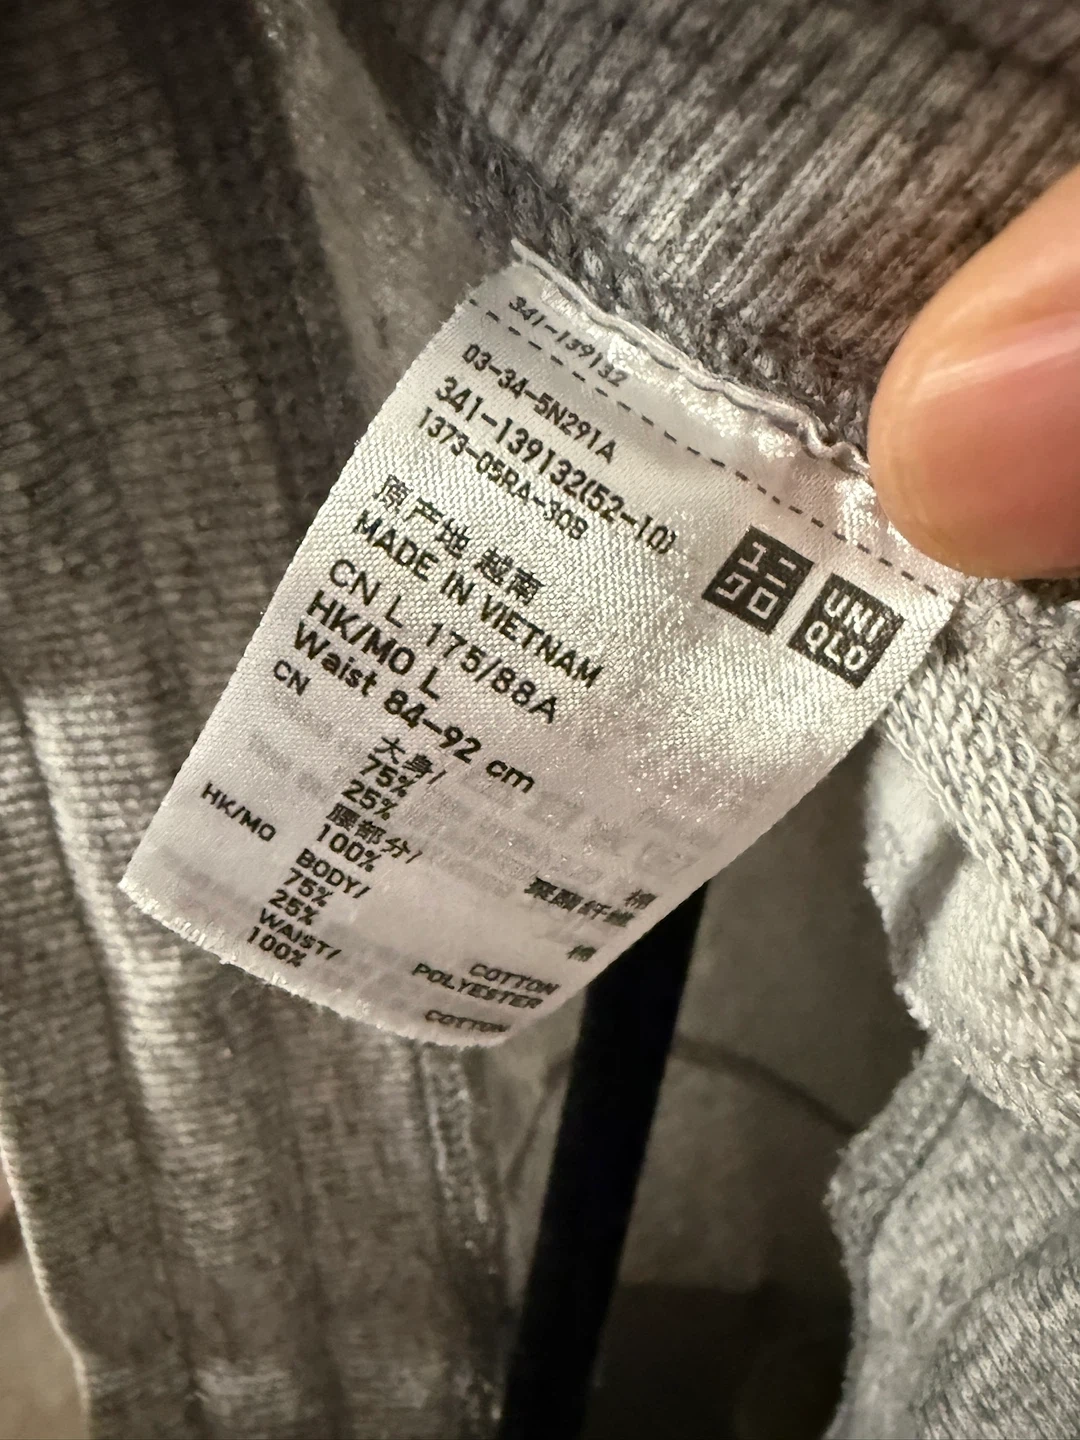 341-139132
03-34-5N291A
341-139132(52-10)
1373-05RA-30B
ユニ
クロ
UNI
QLO
原产地 越南
MADE IN VIETNAM
CN L 175/88A
HK/MO L
Waist 84-92 cm
CN
大身/
75% 棉
25% 聚酯纤维
腰部分/
100% 棉
HK/MO
BODY/
75% COTTON
25% POLYESTER
WAIST/
100% COTTON